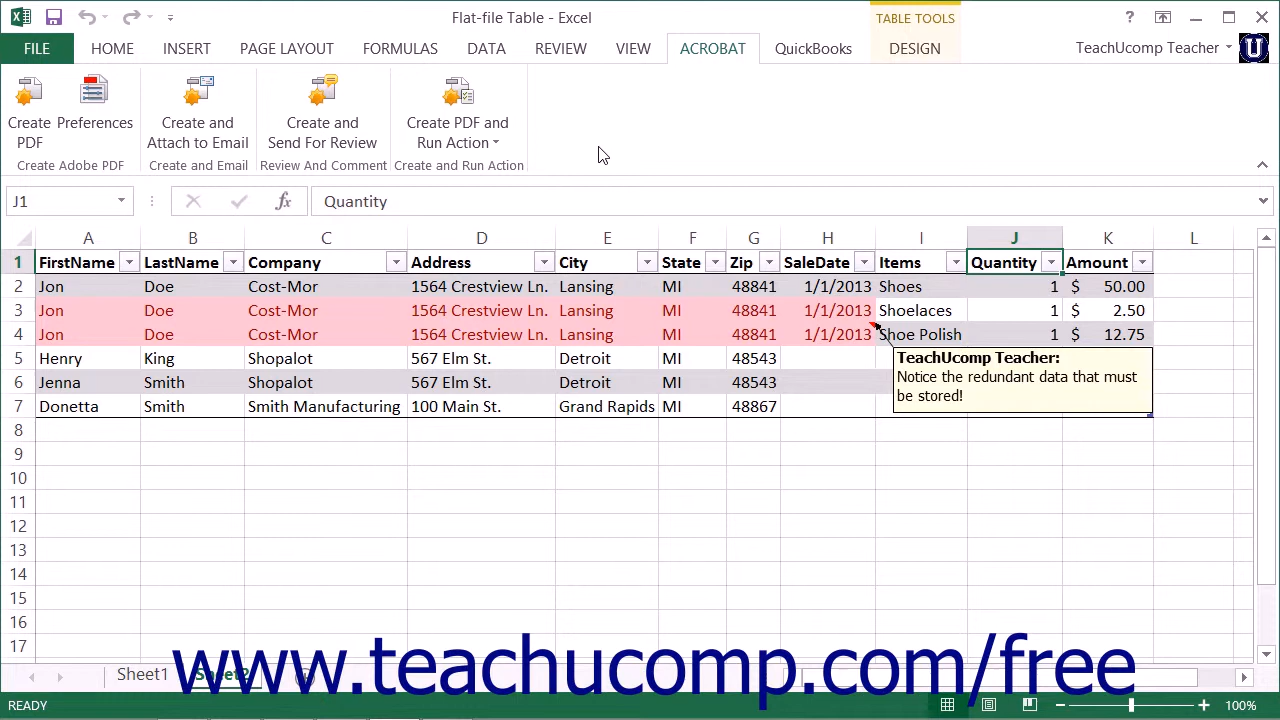 Flat-file Table - Excel
TABLE TOOLS
?
FILE HOME INSERT PAGE LAYOUT FORMULAS DATA REVIEW VIEW ACROBAT QuickBooks DESIGN TeachUcomp Teacher U
Create PDF
Preferences
Create and Attach to Email
Create and Send For Review
Create PDF and Run Action
Create Adobe PDF Create and Email Review And Comment Create and Run Action
J1 fx Quantity
A B C D E F G H I J K L
1 FirstName LastName Company Address City State Zip SaleDate Items Quantity Amount
2 Jon Doe Cost-Mor 1564 Crestview Ln. Lansing MI 48841 1/1/2013 Shoes 1 $ 50.00
3 Jon Doe Cost-Mor 1564 Crestview Ln. Lansing MI 48841 1/1/2013 Shoelaces 1 $ 2.50
4 Jon Doe Cost-Mor 1564 Crestview Ln. Lansing MI 48841 1/1/2013 Shoe Polish 1 $ 12.75
5 Henry King Shopalot 567 Elm St. Detroit MI 48543
6 Jenna Smith Shopalot 567 Elm St. Detroit MI 48543
7 Donetta Smith Smith Manufacturing 100 Main St. Grand Rapids MI 48867
TeachUcomp Teacher:
Notice the redundant data that must
be stored!
8
9
10
11
12
13
14
15
16
17
Sheet1 Sheet2
www.teachucomp.com/free
READY 100%